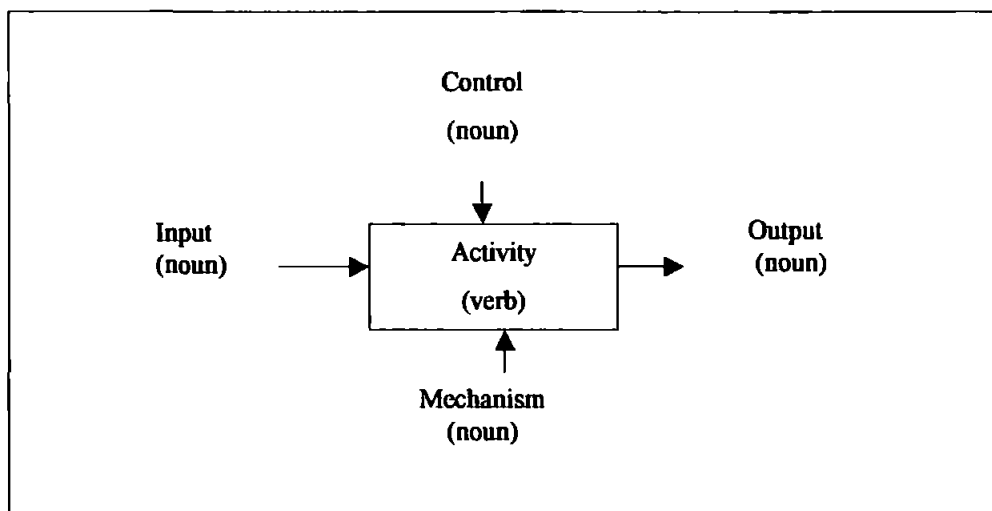 Control
(noun)
Input
(noun)
Activity
(verb)
Output
(noun)
Mechanism
(noun)